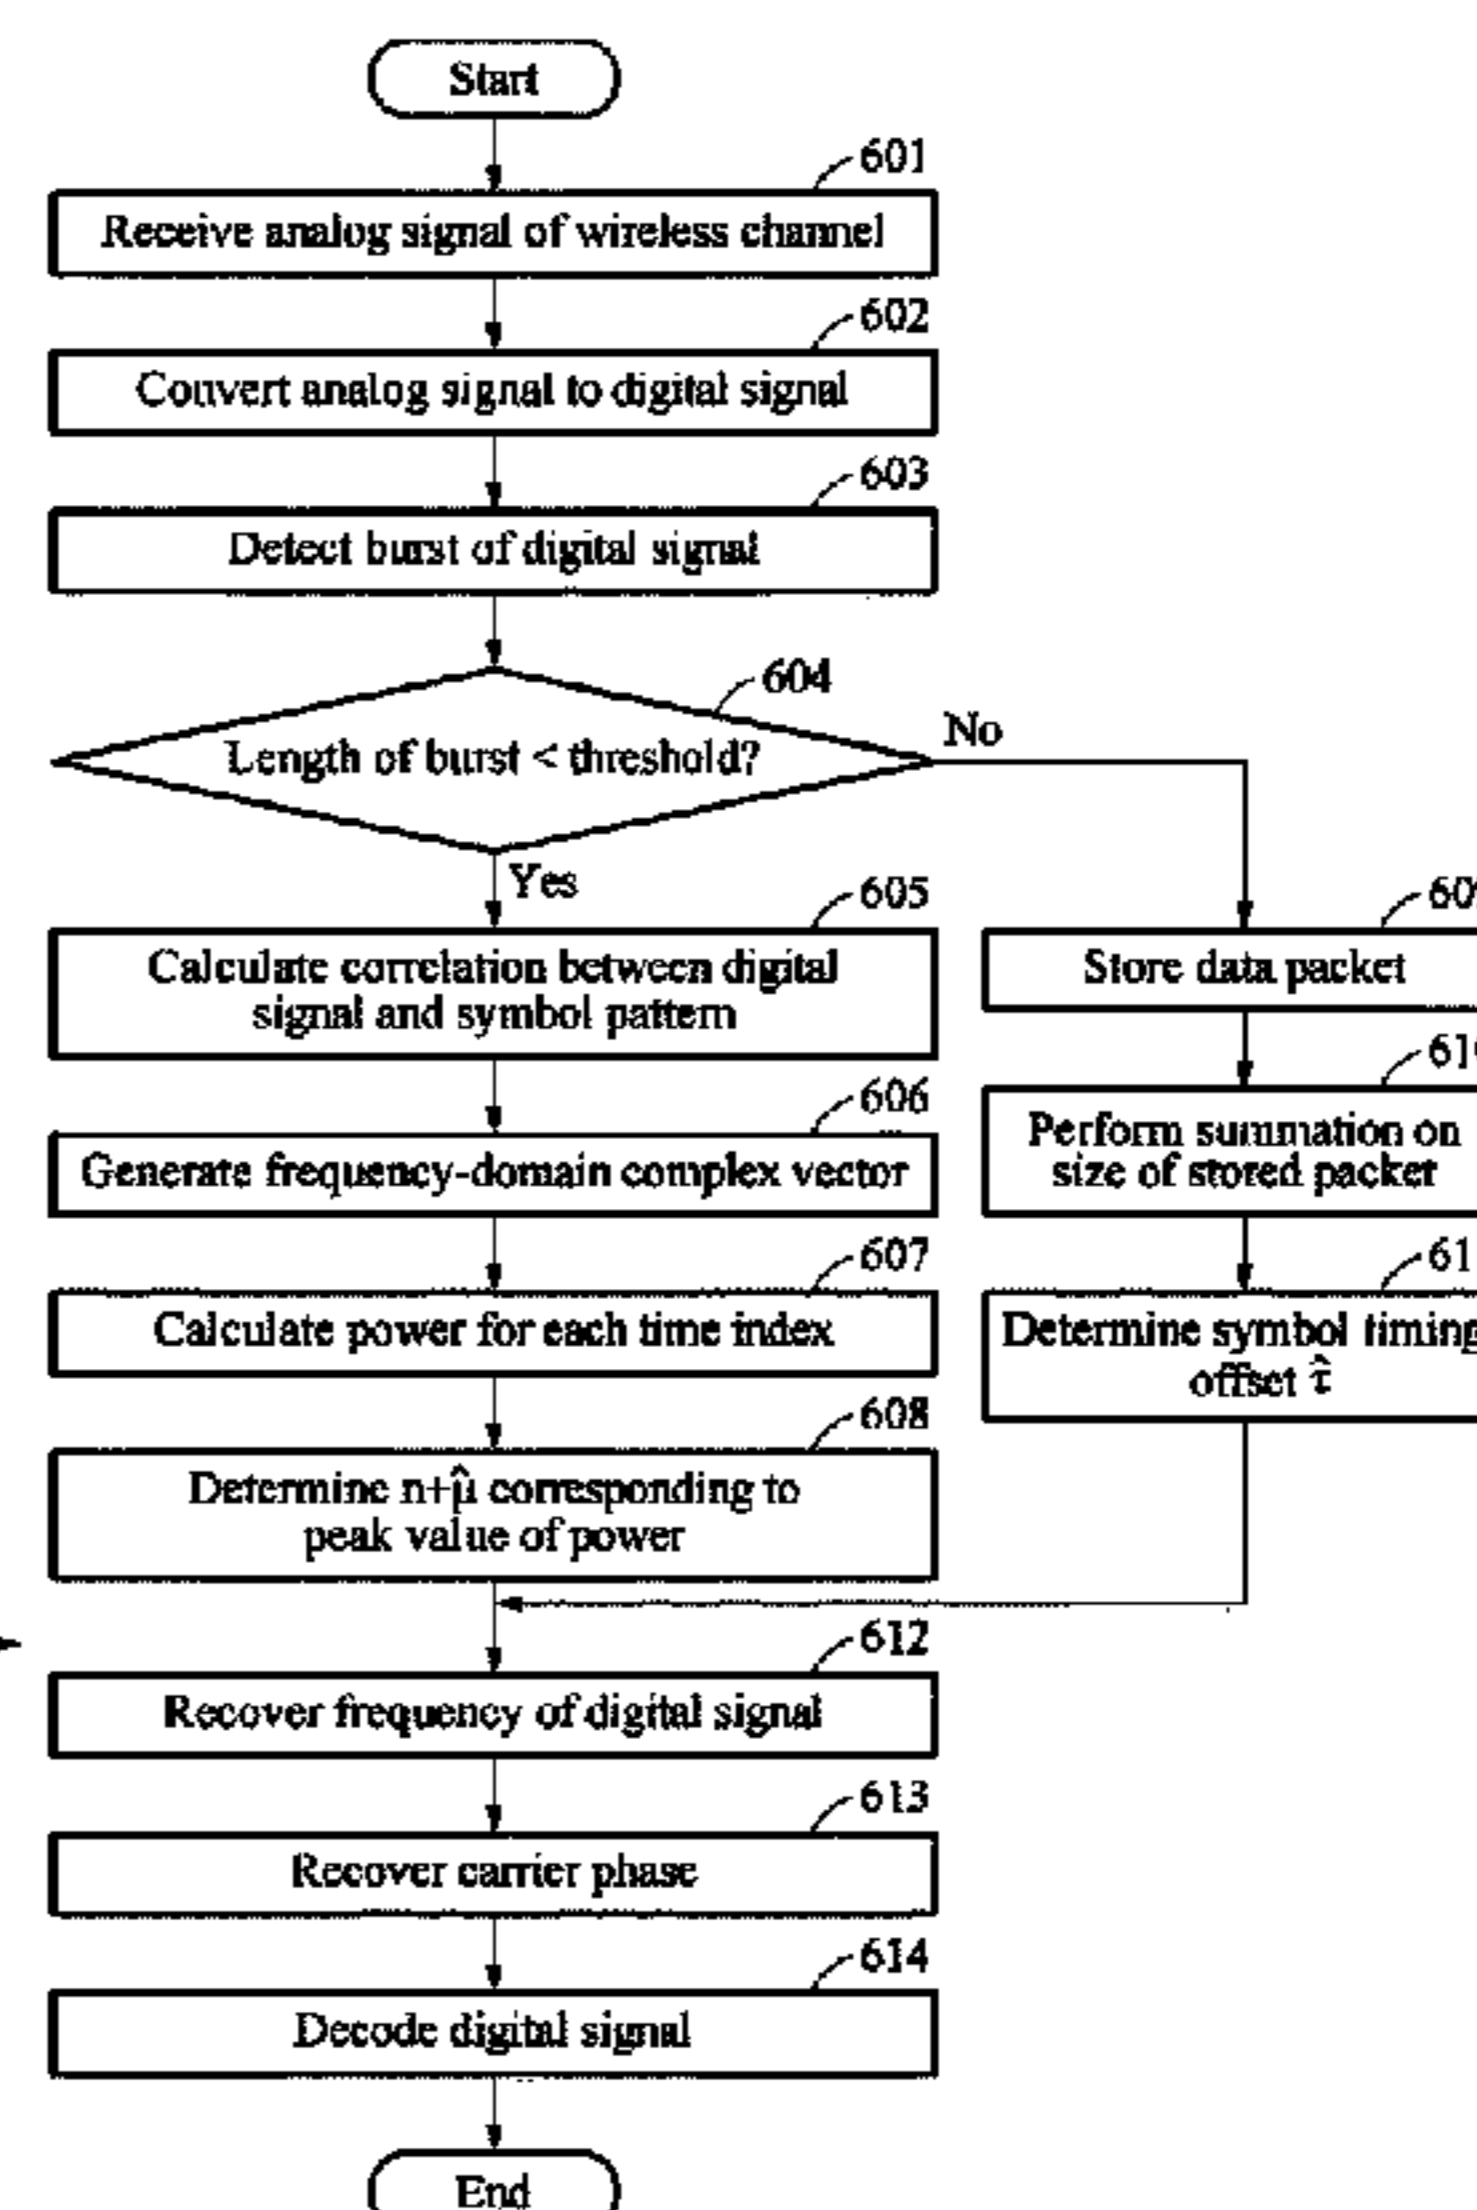 Start
601
Receive analog signal of wireless channel
602
Convert analog signal to digital signal
603
Detect burst of digital signal
604
Length of burst < threshold?
No
Yes
605
Calculate correlation between digital
signal and symbol pattern
Store data packet
606
Generate frequency-domain complex vector
Perform summation on
size of stored packet
607
Calculate power for each time index
61
Determine symbol timing
offset τ̂
608
Determine n+μ̂ corresponding to
peak value of power
612
Recover frequency of digital signal
613
Recover carrier phase
614
Decode digital signal
End